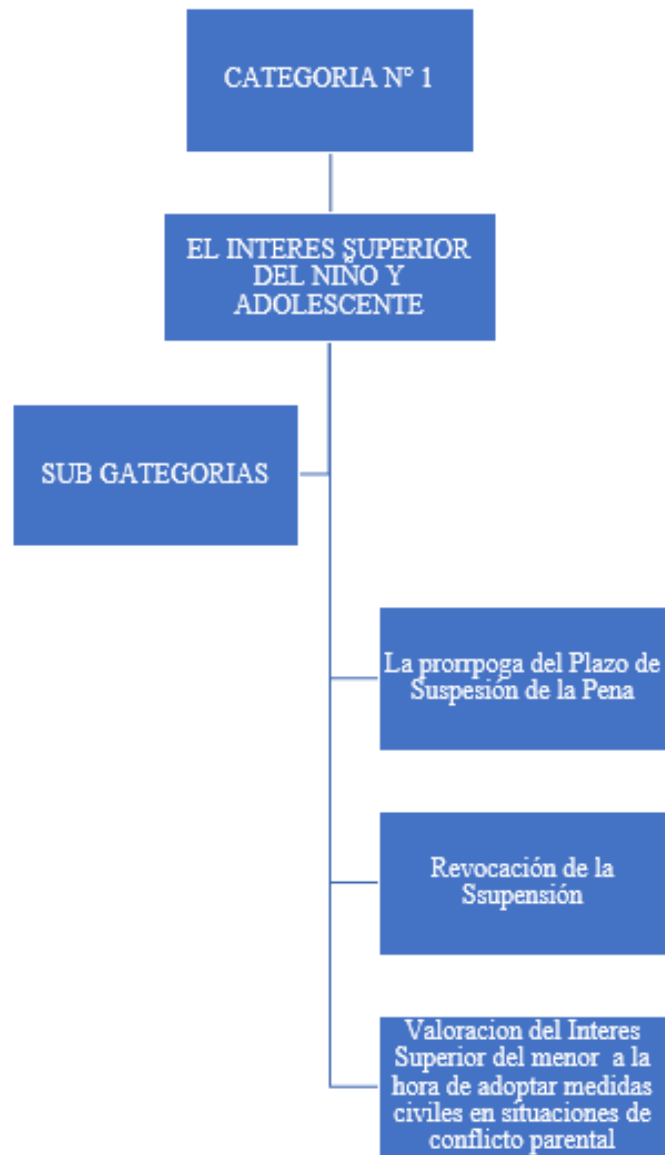 CATEGORIA N° 1
EL INTERES SUPERIOR
DEL NIÑO Y
ADOLESCENTE
SUB GATEGORIAS
La prorrpoga del Plazo de
Suspesión de la Pena
Revocación de la
Ssupensión
Valoracion del Interes
Superior del menor a la
hora de adoptar medidas
civiles en situaciones de
conflicto parental